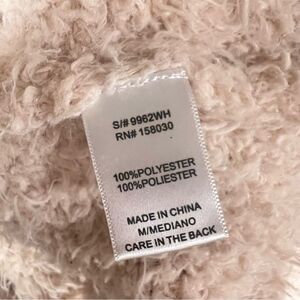 S/# 9962WH
RN# 158030
100%POLYESTER
100%POLIESTER
MADE IN CHINA
M/MEDIANO
CARE IN THE BACK